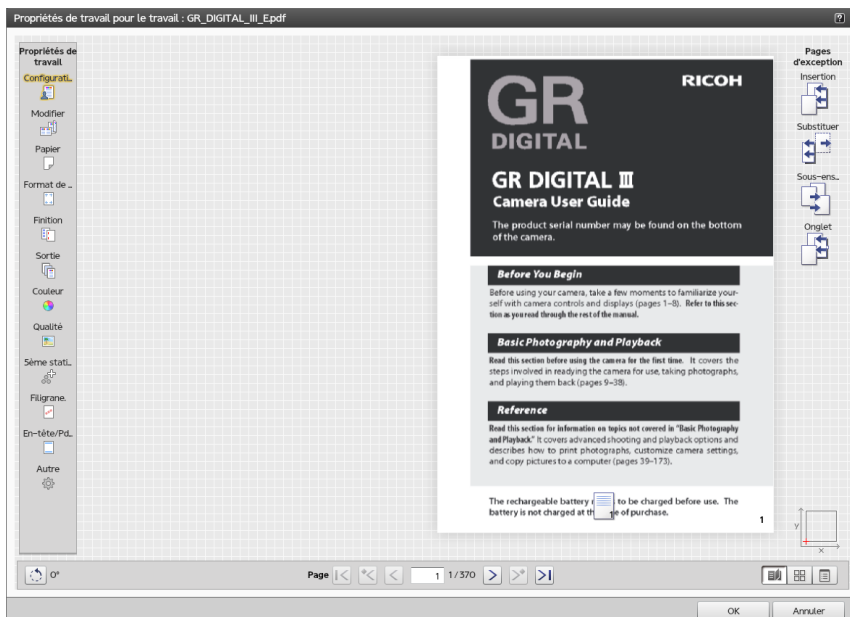 Propriétés de travail pour le travail : GR_DIGITAL_III_E.pdf
?
Propriétés de
travail
Configurati...
Modifier
Papier
Format de ...
Finition
Sortie
Couleur
Qualité
5ème stati...
Filigrane.
En-tête/Pd...
Autre
RICOH
GR
DIGITAL
GR DIGITAL III
Camera User Guide
The product serial number may be found on the bottom
of the camera.
Before You Begin
Before using your camera, take a few moments to familiarize your-
self with camera controls and displays (pages 1–8). Refer to this sec-
tion as you read through the rest of the manual.
Basic Photography and Playback
Read this section before using the camera for the first time. It covers the
steps involved in readying the camera for use, taking photographs,
and playing them back (pages 9–38).
Reference
Read this section for information on topics not covered in "Basic Photography
and Playback." It covers advanced shooting and playback options and
describes how to print photographs, customize camera settings,
and copy pictures to a computer (pages 39–173).
The rechargeable battery to be charged before use. The
battery is not charged at of purchase.
1
1
Pages
d'exception
Insertion
Substituer
Sous-ens...
Onglet
Y
X
0°
Page
1
1/370
OK
Annuler